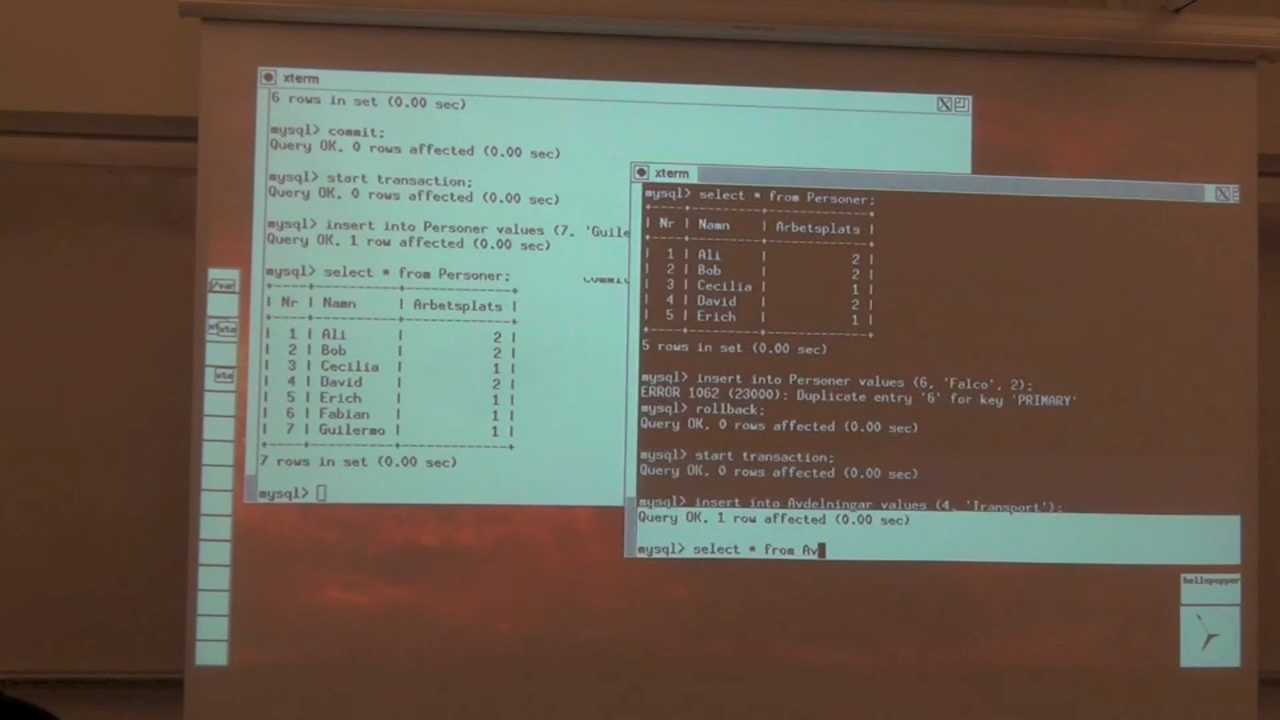 xterm
6 rows in set (0.00 sec)
mysql> commit;
Query OK, 0 rows affected (0.00 sec)
mysql> start transaction;
Query OK, 0 rows affected (0.00 sec)
mysql> insert into Personer values (7, 'Guile
Query OK, 1 row affected (0.00 sec)
mysql> select * from Personer;
+------+----------+-------------+
| Nr | Namn | Arbetsplats |
+------+----------+-------------+
| 1 | Ali | 2 |
| 2 | Bob | 2 |
| 3 | Cecilia | 1 |
| 4 | David | 2 |
| 5 | Erich | 1 |
| 6 | Fabian | 1 |
| 7 | Guilermo | 1 |
+------+----------+-------------+
7 rows in set (0.00 sec)
mysql>
xterm
mysql> select * from Personer;
+------+---------+-------------+
| Nr | Namn | Arbetsplats |
+------+---------+-------------+
| 1 | Ali | 2 |
| 2 | Bob | 2 |
| 3 | Cecilia | 1 |
| 4 | David | 2 |
| 5 | Erich | 1 |
+------+---------+-------------+
5 rows in set (0.00 sec)
mysql> insert into Personer values (6, 'Falco', 2);
ERROR 1062 (23000): Duplicate entry '6' for key 'PRIMARY'
mysql> rollback;
Query OK, 0 rows affected (0.00 sec)
mysql> start transaction;
Query OK, 0 rows affected (0.00 sec)
mysql> insert into Avdelningar values (4, 'Transport');
Query OK, 1 row affected (0.00 sec)
mysql> select * from Av
/var
xte
xte